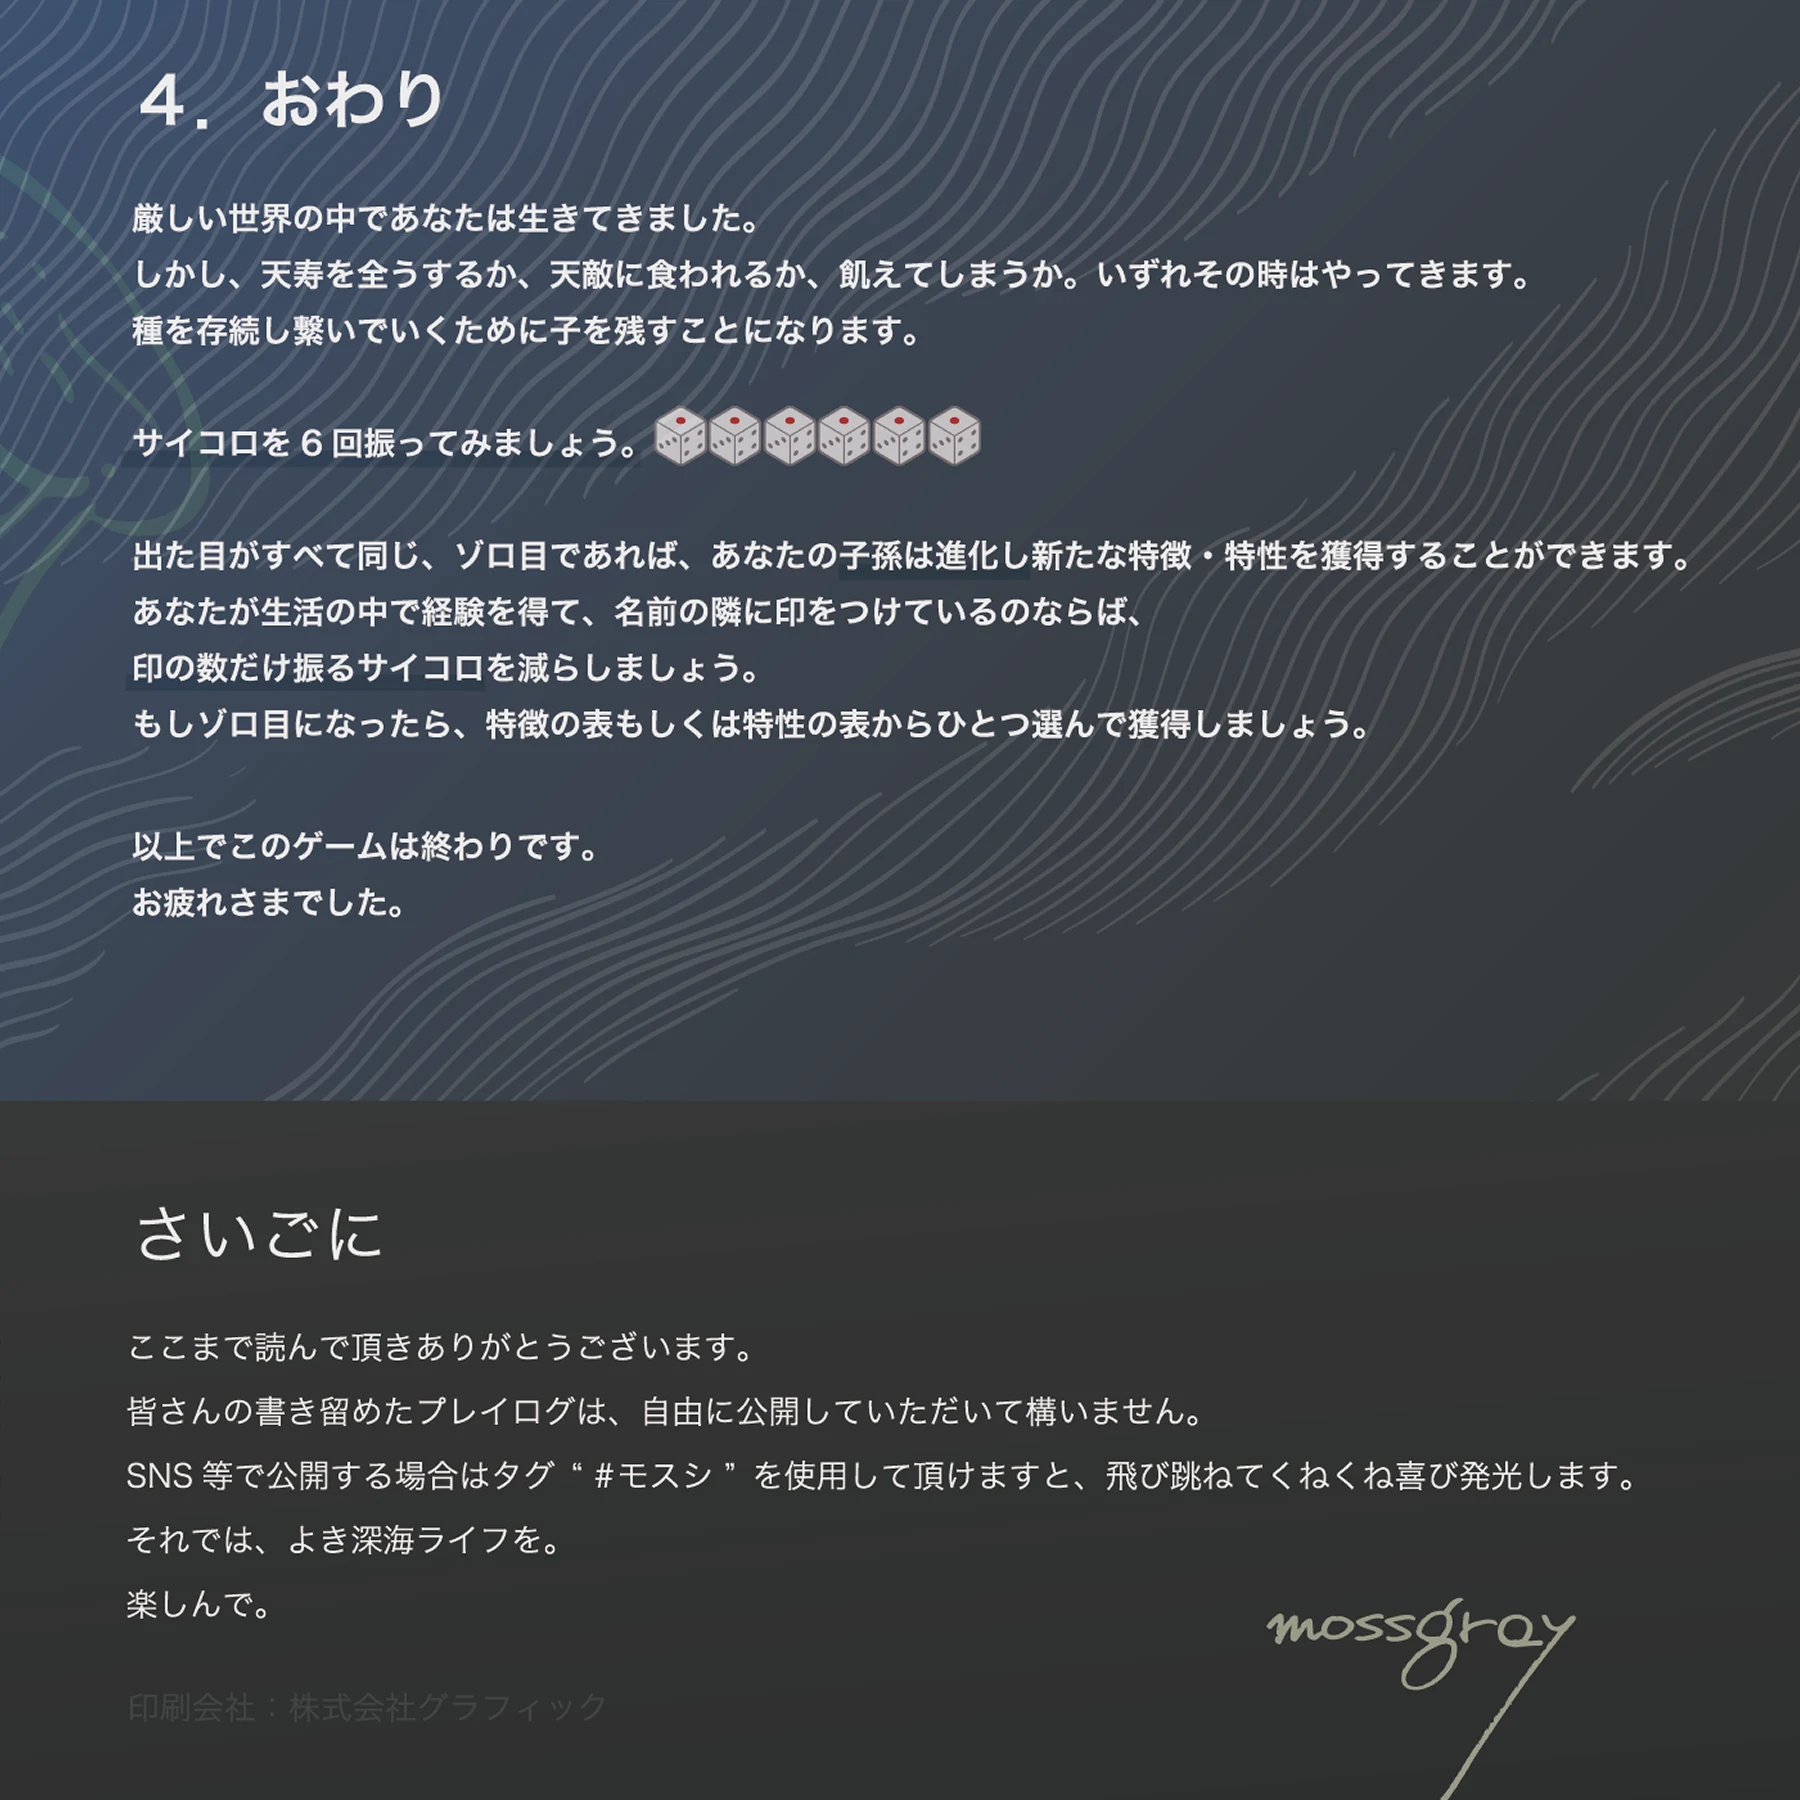 4．おわり
厳しい世界の中であなたは生きてきました。
しかし、天寿を全うするか、天敵に食われるか、飢えてしまうか。いずれその時はやってきます。
種を存続し繋いでいくために子を残すことになります。
サイコロを 6 回振ってみましょう。
出た目がすべて同じ、ゾロ目であれば、あなたの子孫は進化し新たな特徴・特性を獲得することができます。
あなたが生活の中で経験を得て、名前の隣に印をつけているのならば、
印の数だけ振るサイコロを減らしましょう。
もしゾロ目になったら、特徴の表もしくは特性の表からひとつ選んで獲得しましょう。
以上でこのゲームは終わりです。
お疲れさまでした。
さいごに
ここまで読んで頂きありがとうございます。
皆さんの書き留めたプレイログは、自由に公開していただいて構いません。
SNS 等で公開する場合はタグ “ #モスシ ” を使用して頂けますと、飛び跳ねてくねくね喜び発光します。
それでは、よき深海ライフを。
楽しんで。
mossgray
印刷会社：株式会社グラフィック